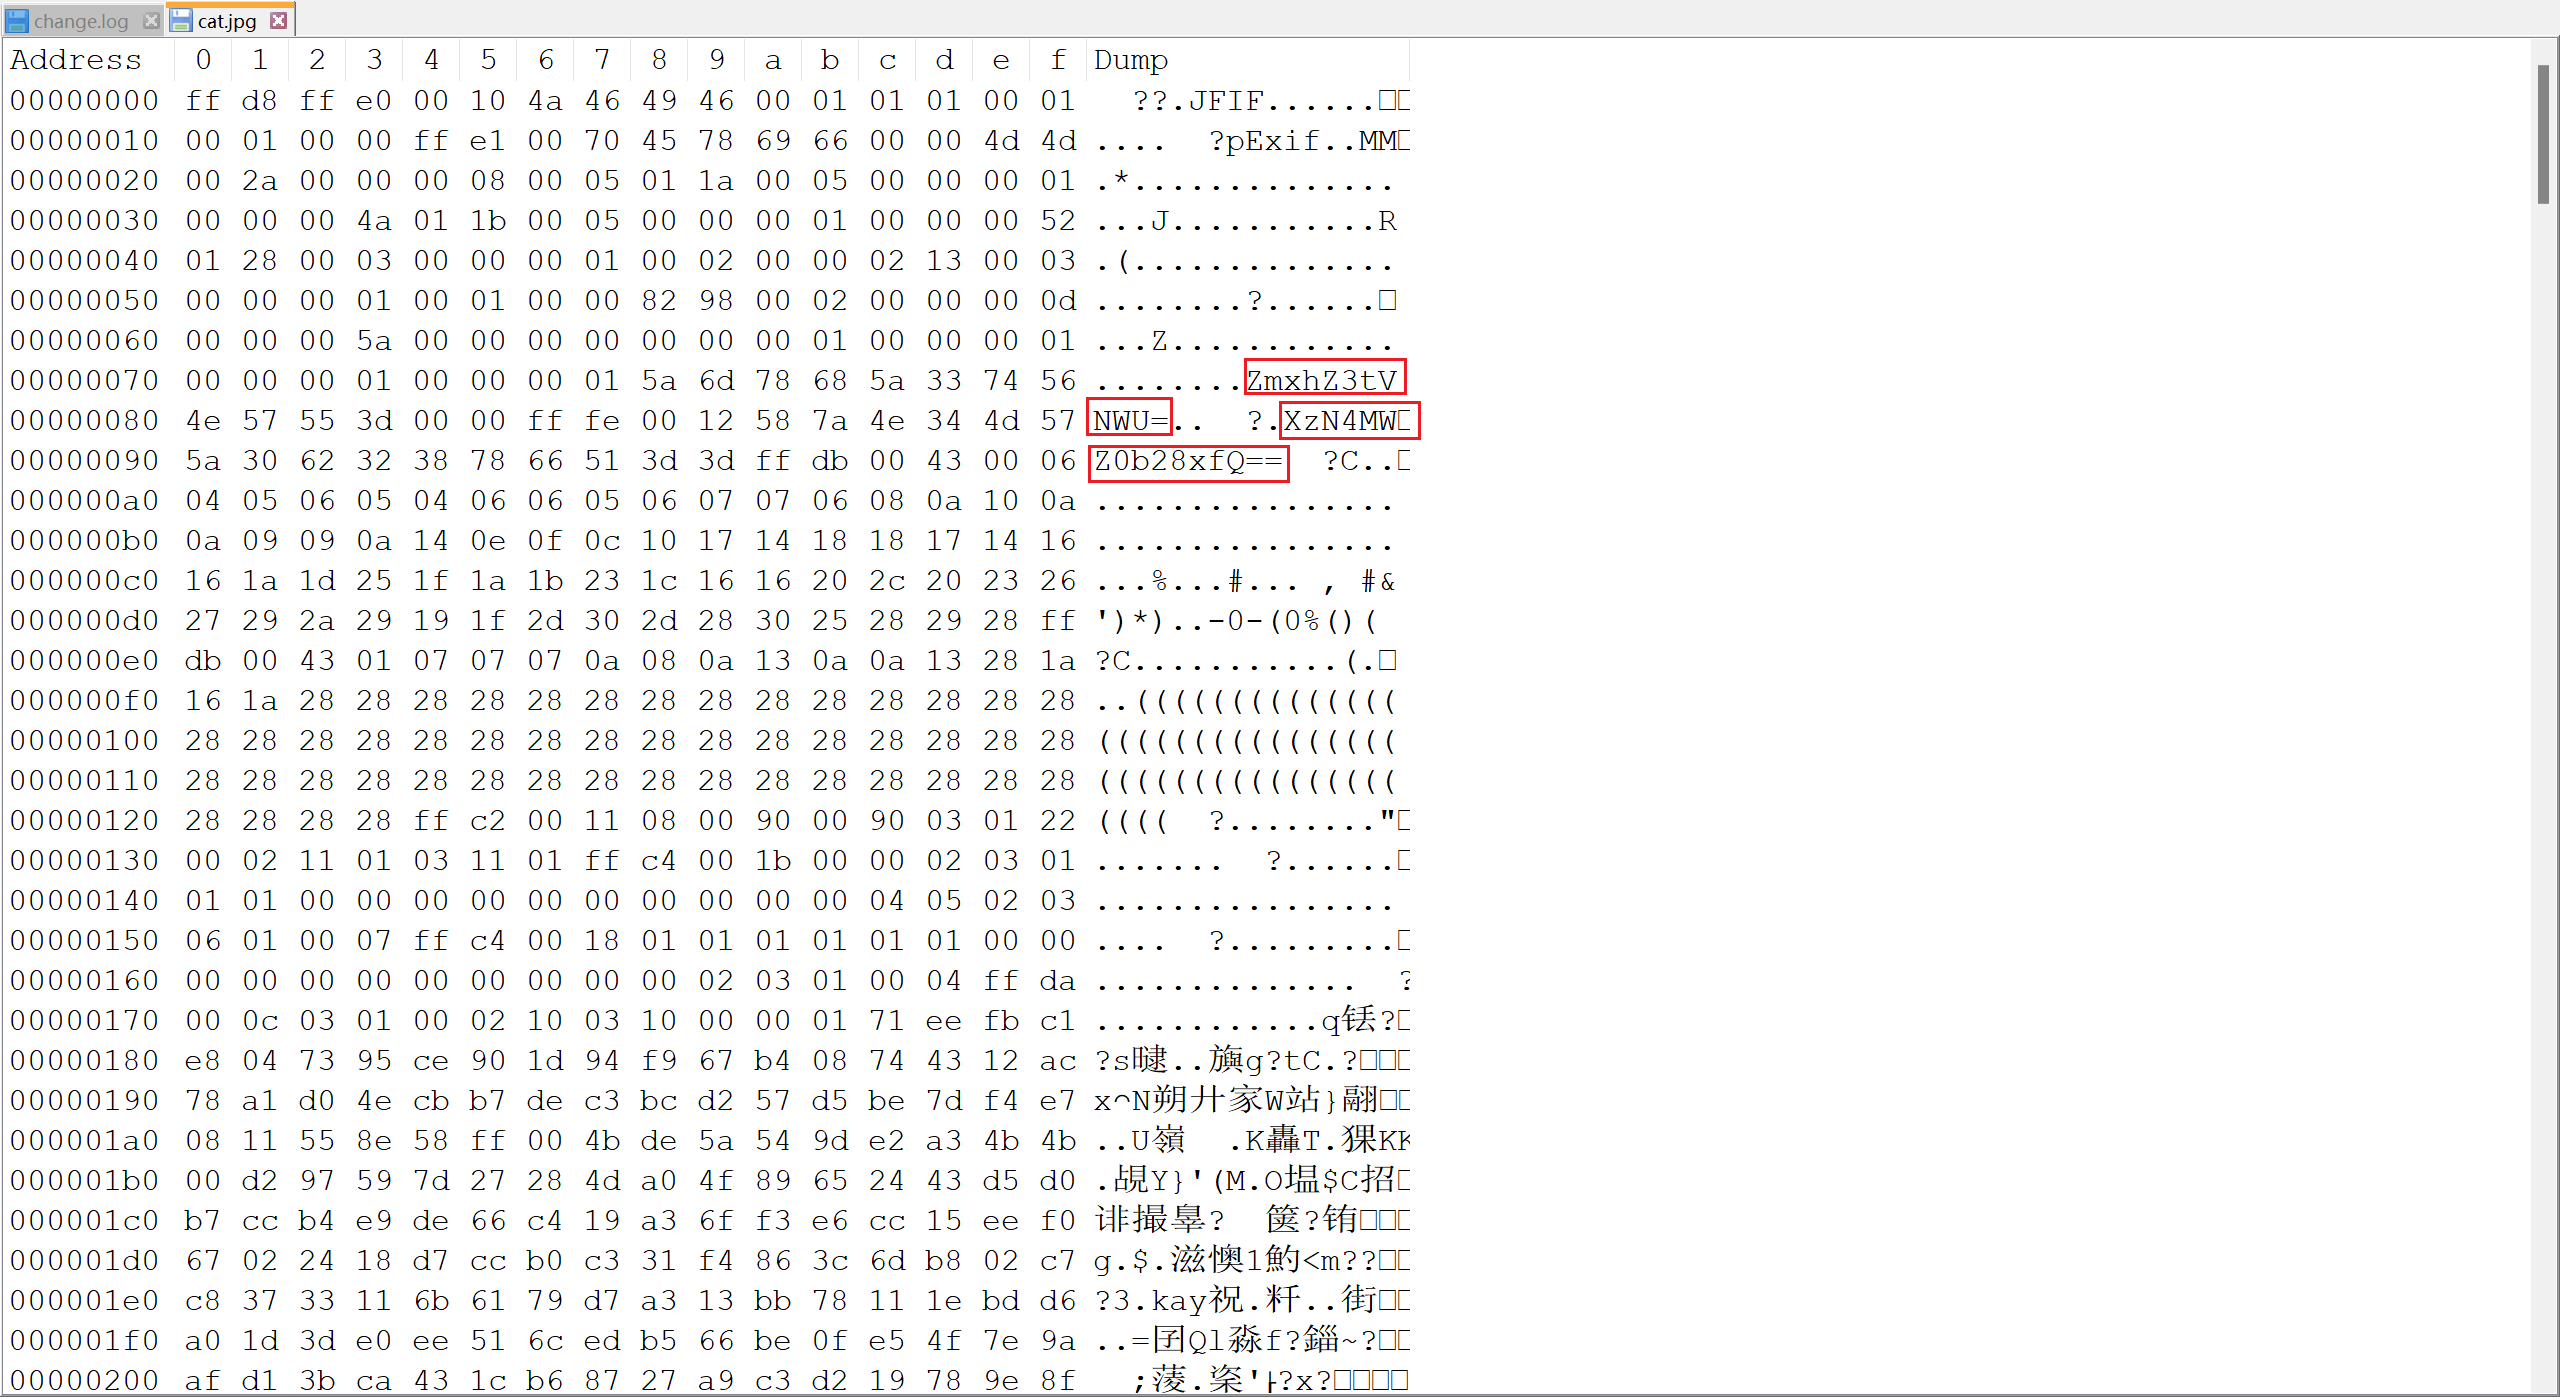 change.log cat.jpg
Address 0 1 2 3 4 5 6 7 8 9 a b c d e f Dump
00000000 ff d8 ff e0 00 10 4a 46 49 46 00 01 01 01 00 01 ??.JFIF......□□
00000010 00 01 00 00 ff e1 00 70 45 78 69 66 00 00 4d 4d .... ?pExif..MM□
00000020 00 2a 00 00 00 08 00 05 01 1a 00 05 00 00 00 01 .*..............
00000030 00 00 00 4a 01 1b 00 05 00 00 00 01 00 00 00 52 ...J...........R
00000040 01 28 00 03 00 00 00 01 00 02 00 00 02 13 00 03 .(..............
00000050 00 00 00 01 00 01 00 00 82 98 00 02 00 00 00 0d ........?......□
00000060 00 00 00 5a 00 00 00 00 00 00 00 01 00 00 00 01 ...Z............
00000070 00 00 00 01 00 00 00 01 5a 6d 78 68 5a 33 74 56 ........ZmxhZ3tV
00000080 4e 57 55 3d 00 00 ff fe 00 12 58 7a 4e 34 4d 57 NWU=.. ?.XzN4MW□
00000090 5a 30 62 32 38 78 66 51 3d 3d ff db 00 43 00 06 Z0b28xfQ== ?C..□
000000a0 04 05 06 05 04 06 06 05 06 07 07 06 08 0a 10 0a ................
000000b0 0a 09 09 0a 14 0e 0f 0c 10 17 14 18 18 17 14 16 ................
000000c0 16 1a 1d 25 1f 1a 1b 23 1c 16 16 20 2c 20 23 26 ...%...#... , #&
000000d0 27 29 2a 29 19 1f 2d 30 2d 28 30 25 28 29 28 ff ')*)..-0-(0%()(
000000e0 db 00 43 01 07 07 07 0a 08 0a 13 0a 0a 13 28 1a ?C...........(.□
000000f0 16 1a 28 28 28 28 28 28 28 28 28 28 28 28 28 28 ..((((((((((((((
00000100 28 28 28 28 28 28 28 28 28 28 28 28 28 28 28 28 ((((((((((((((((
00000110 28 28 28 28 28 28 28 28 28 28 28 28 28 28 28 28 ((((((((((((((((
00000120 28 28 28 28 ff c2 00 11 08 00 90 00 90 03 01 22 (((( ?........"□
00000130 00 02 11 01 03 11 01 ff c4 00 1b 00 00 02 03 01 ....... ?......□
00000140 01 01 00 00 00 00 00 00 00 00 00 00 04 05 02 03 ................
00000150 06 01 00 07 ff c4 00 18 01 01 01 01 01 01 00 00 .... ?.........□
00000160 00 00 00 00 00 00 00 00 00 02 03 01 00 04 ff da .............. ?
00000170 00 0c 03 01 00 02 10 03 10 00 00 01 71 ee fb c1 ............q铥?□
00000180 e8 04 73 95 ce 90 1d 94 f9 67 b4 08 74 43 12 ac ?s曃..旟g?tC.?□□□
00000190 78 a1 d0 4e cb b7 de c3 bc d2 57 d5 be 7d f4 e7 x⌒N朔廾家W站}翮□□
000001a0 08 11 55 8e 58 ff 00 4b de 5a 54 9d e2 a3 4b 4b ..U嶺 .K轟T.猓KK
000001b0 00 d2 97 59 7d 27 28 4d a0 4f 89 65 24 43 d5 d0 .覘Y}'(M.O塭$C招□
000001c0 b7 cc b4 e9 de 66 c4 19 a3 6f f3 e6 cc 15 ee f0 诽撮辠? 箧?铕□□□
000001d0 67 02 24 18 d7 cc b0 c3 31 f4 86 3c 6d b8 02 c7 g.$.滋懊1魡<m??□□
000001e0 c8 37 33 11 6b 61 79 d7 a3 13 bb 78 11 1e bd d6 ?3.kay祝.粁..街□□
000001f0 a0 1d 3d e0 ee 51 6c ed b5 66 be 0f e5 4f 7e 9a ..=囝Ql淼f?錙~?□□
00000200 af d1 3b ca 43 1c b6 87 27 a9 c3 d2 19 78 9e 8f